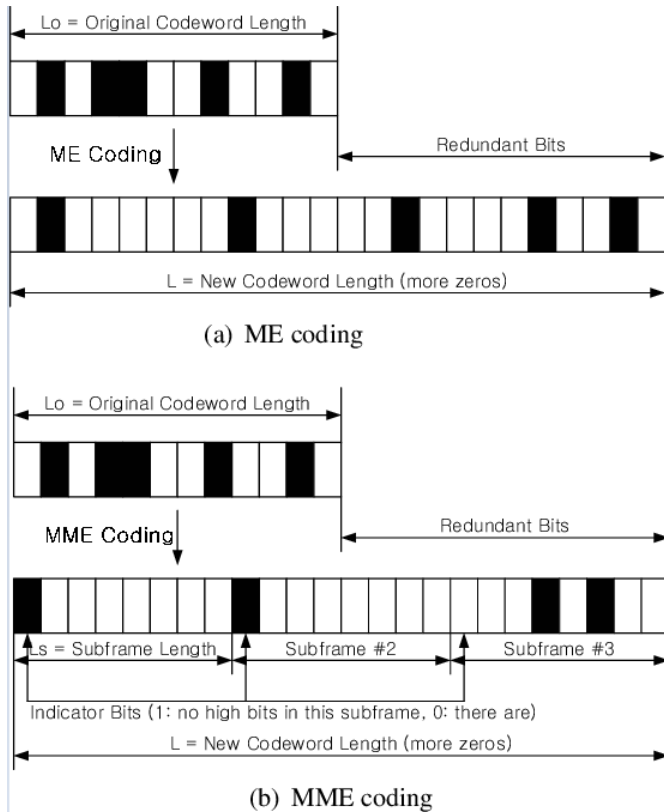 Lo = Original Codeword Length
ME Coding
Redundant Bits
L = New Codeword Length (more zeros)
(a) ME coding
Lo = Original Codeword Length
MME Coding
Redundant Bits
Ls = Subframe Length Subframe #2 Subframe #3
Indicator Bits (1: no high bits in this subframe, 0: there are)
L = New Codeword Length (more zeros)
(b) MME coding